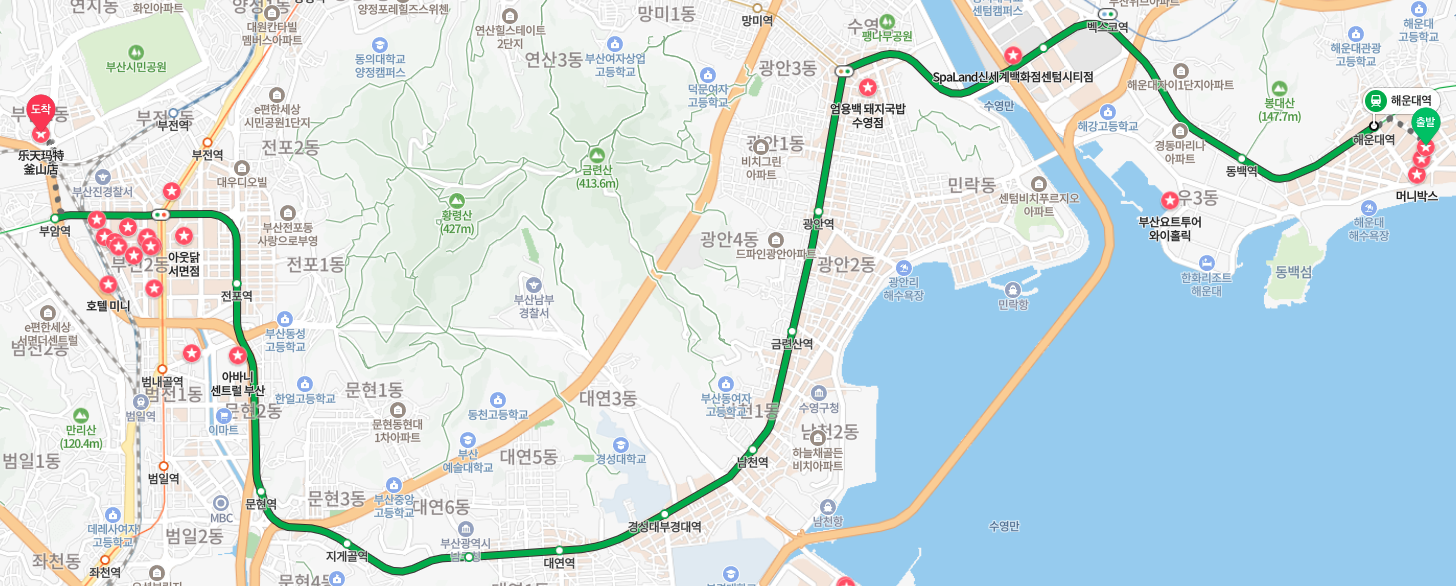 연지동
화인아파트
양정1동
양정포레힐즈스위첸
대원칸타빌
멤버스아파트
연산힐스테이트
2단지
망미1동
망미역
수영
팽나무공원
센텀캠퍼스
벡스코역
해운대
고등학교
해운대관광
고등학교
부산시민공원
동의대학교
양정캠퍼스
연산3동
부산여자상업
고등학교
덕문여자
고등학교
광안3동
SpaLand신세계백화점센텀시티점
해운대자이1단지아파트
봉대산
(147.7m)
해운대역
출발
해운대역
도착
부전역
e편한세상
시민공원1단지
엄용백 돼지국밥
수영점
수영만
해강고등학교
경동마리나
아파트
동백역
乐天玛特
釜山店
부전역
전포2동
대우디오빌
부산진경찰서
금련산
(413.6m)
광안1동
비치그린
아파트
민락동
센텀비치푸르지오
아파트
우3동
부산요트투어
와이홀릭
머니박스
해운대
해수욕장
부암역
황령산
(427m)
부산전포동
사랑으로부영
광안역
광안4동
드파인광안아파트
광안2동
아웃닭
서면점
부전2동
전포1동
전포역
호텔 미니
부산남부
경찰서
광안리
해수욕장
민락항
한화리조트
해운대
동백섬
e편한세상
서면더센트럴
범천2동
부산동성
고등학교
금련산역
범내골역
범천1동
아바니
센트럴 부산
한얼고등학교
문현1동
문현2동
문현동현대
1차아파트
대연3동
부산동여자
고등학교
남천1동
수영구청
남천2동
하늘채골든
비치아파트
만리산
(120.4m)
범일역
이마트
동천고등학교
부산
예술대학교
경성대학교
대연5동
남천역
범일1동
범일역
문현역
문현3동
부산중앙
고등학교
대연6동
MBC
데레사여자
고등학교
범일2동
경성대부경대역
남천항
수영만
좌천동
좌천역
지게골역
부산광역시
대연역
문현4동
대연1동